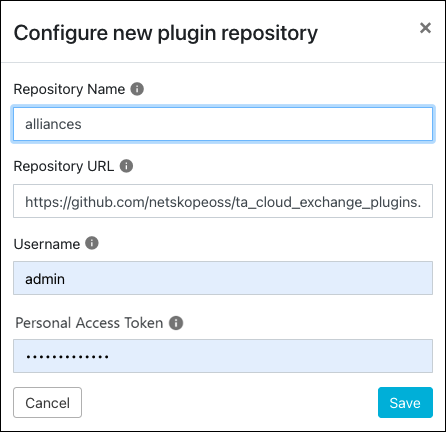 Configure new plugin repository ×
Repository Name
alliances
Repository URL
https://github.com/netskopeoss/ta_cloud_exchange_plugins.
Username
admin
Personal Access Token
•••••••••••••
Cancel Save